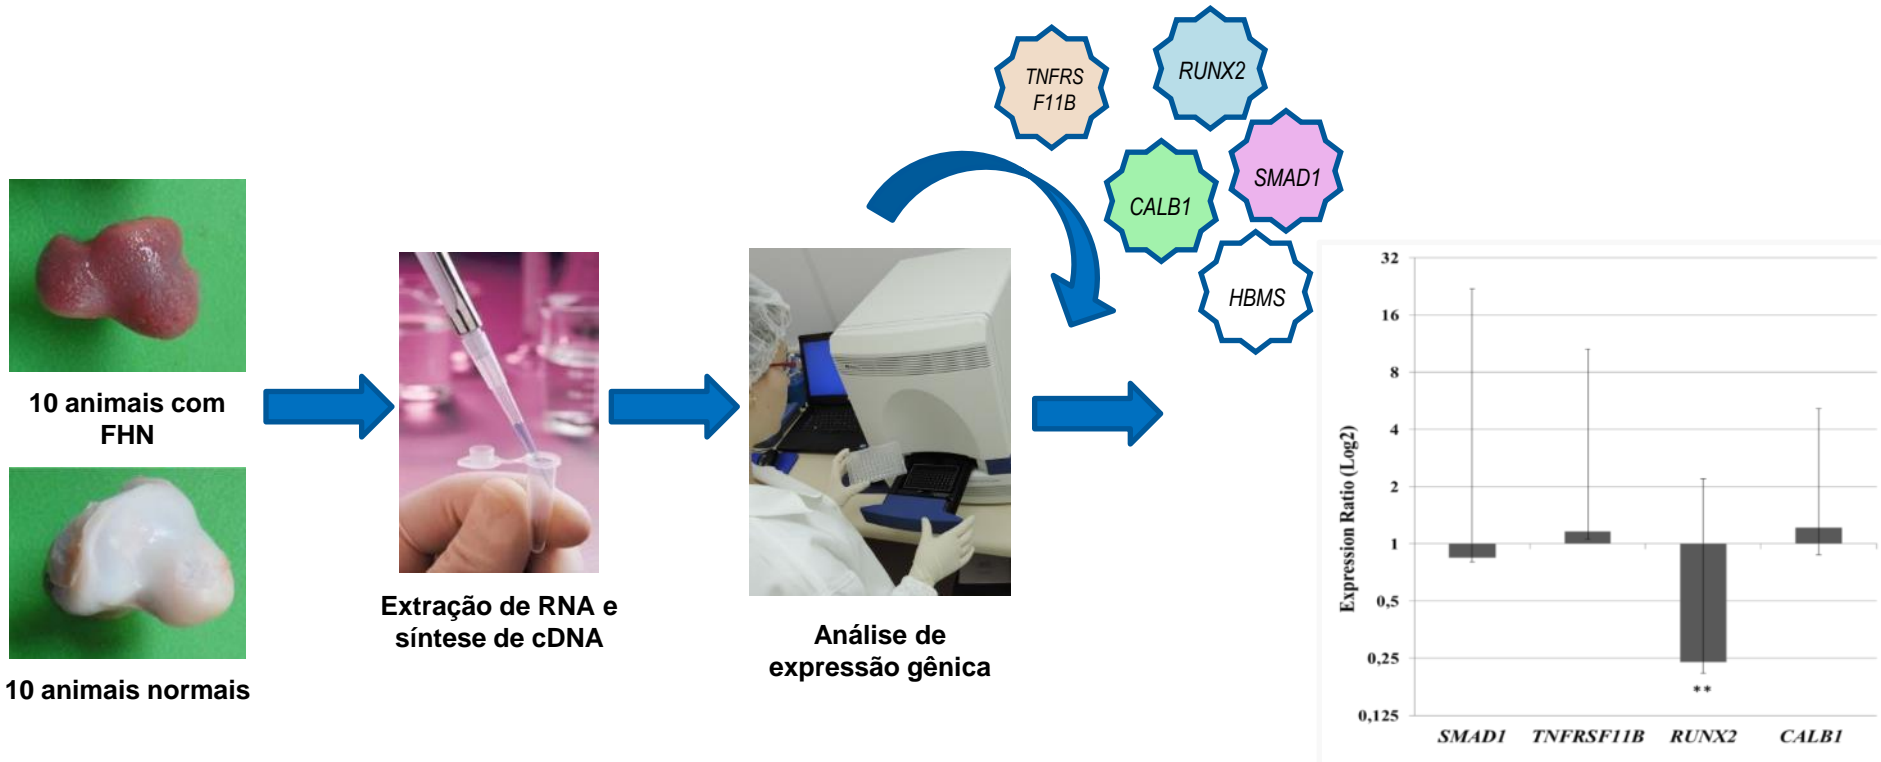 10 animais com
FHN
10 animais normais
Extração de RNA e
síntese de cDNA
Análise de
expressão gênica
TNFRS
F11B
RUNX2
SMAD1
CALB1
HBMS
Expression Ratio (Log2)
32
16
8
4
2
1
0,5
0,25
0,125
**
SMAD1 TNFRSF11B RUNX2 CALB1